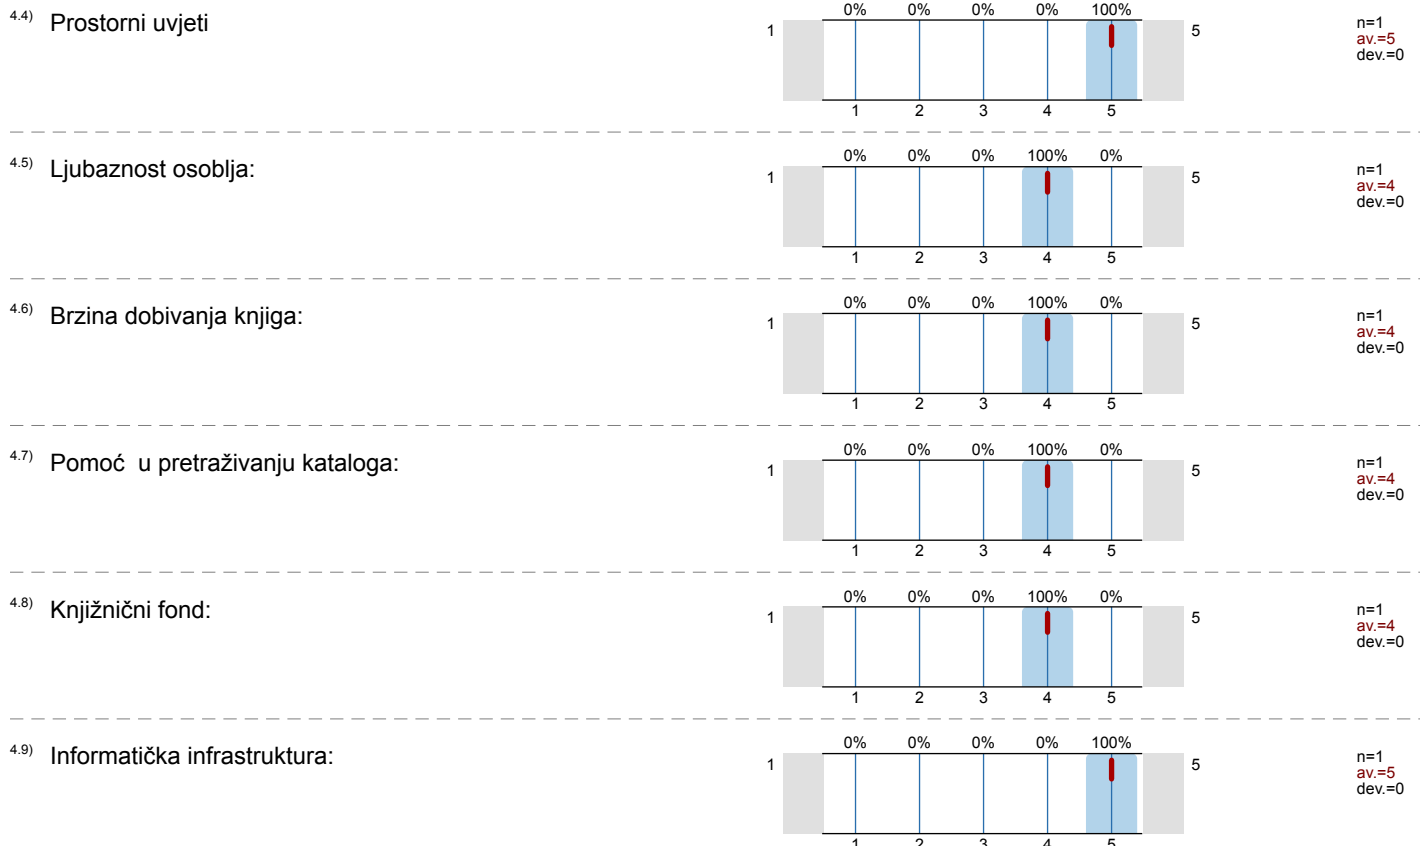 4.4) Prostorni uvjeti
0% 0% 0% 0% 100%
1 5
1 2 3 4 5
n=1
av.=5
dev.=0
4.5) Ljubaznost osoblja:
0% 0% 0% 100% 0%
1 5
1 2 3 4 5
n=1
av.=4
dev.=0
4.6) Brzina dobivanja knjiga:
0% 0% 0% 100% 0%
1 5
1 2 3 4 5
n=1
av.=4
dev.=0
4.7) Pomoć u pretraživanju kataloga:
0% 0% 0% 100% 0%
1 5
1 2 3 4 5
n=1
av.=4
dev.=0
4.8) Knjižnični fond:
0% 0% 0% 100% 0%
1 5
1 2 3 4 5
n=1
av.=4
dev.=0
4.9) Informatička infrastruktura:
0% 0% 0% 0% 100%
1 5
1 2 3 4 5
n=1
av.=5
dev.=0